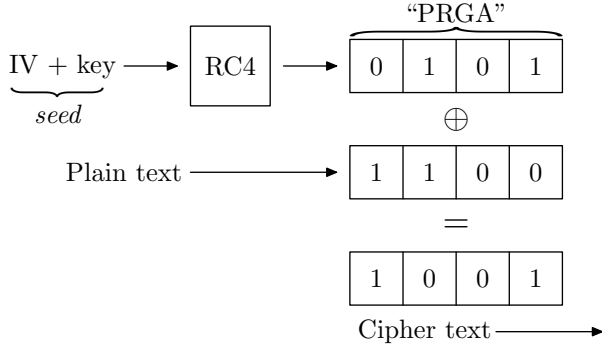 “PRGA”
IV + key RC4 0 1 0 1
seed
⊕
Plain text 1 1 0 0
=
1 0 0 1
Cipher text